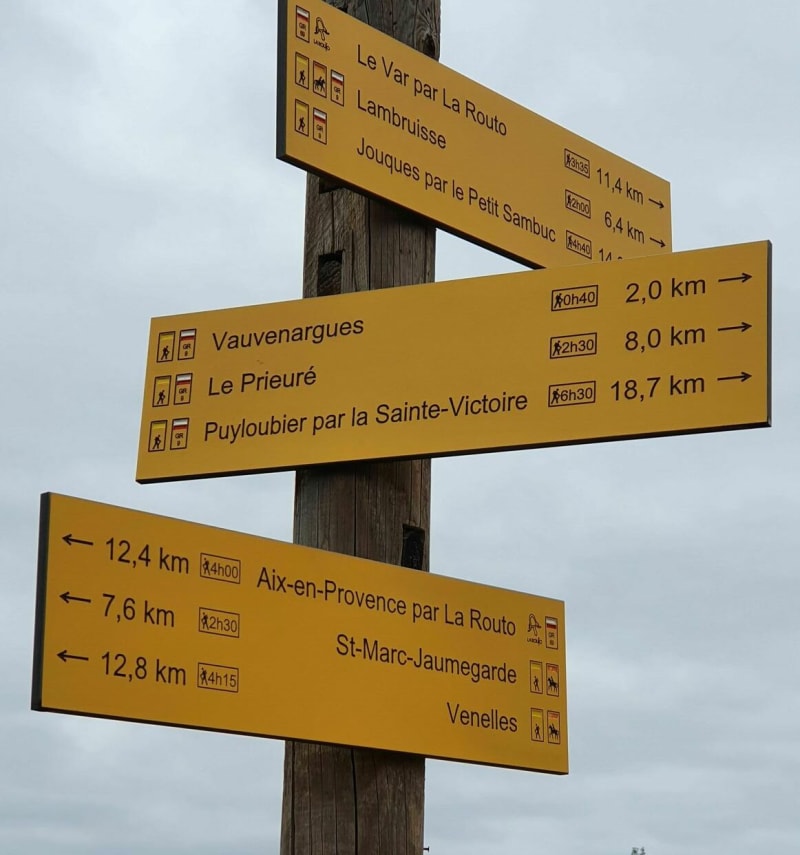 Le Var par La Routo 3h35 11,4 km →
Lambruisse 2h00 6,4 km →
Jouques par le Petit Sambuc 4h40
Vauvenargues 0h40 2,0 km →
Le Prieuré 2h30 8,0 km →
Puyloubier par la Sainte-Victoire 6h30 18,7 km →
← 12,4 km 4h00 Aix-en-Provence par La Routo
← 7,6 km 2h30 St-Marc-Jaumegarde
← 12,8 km 4h15 Venelles